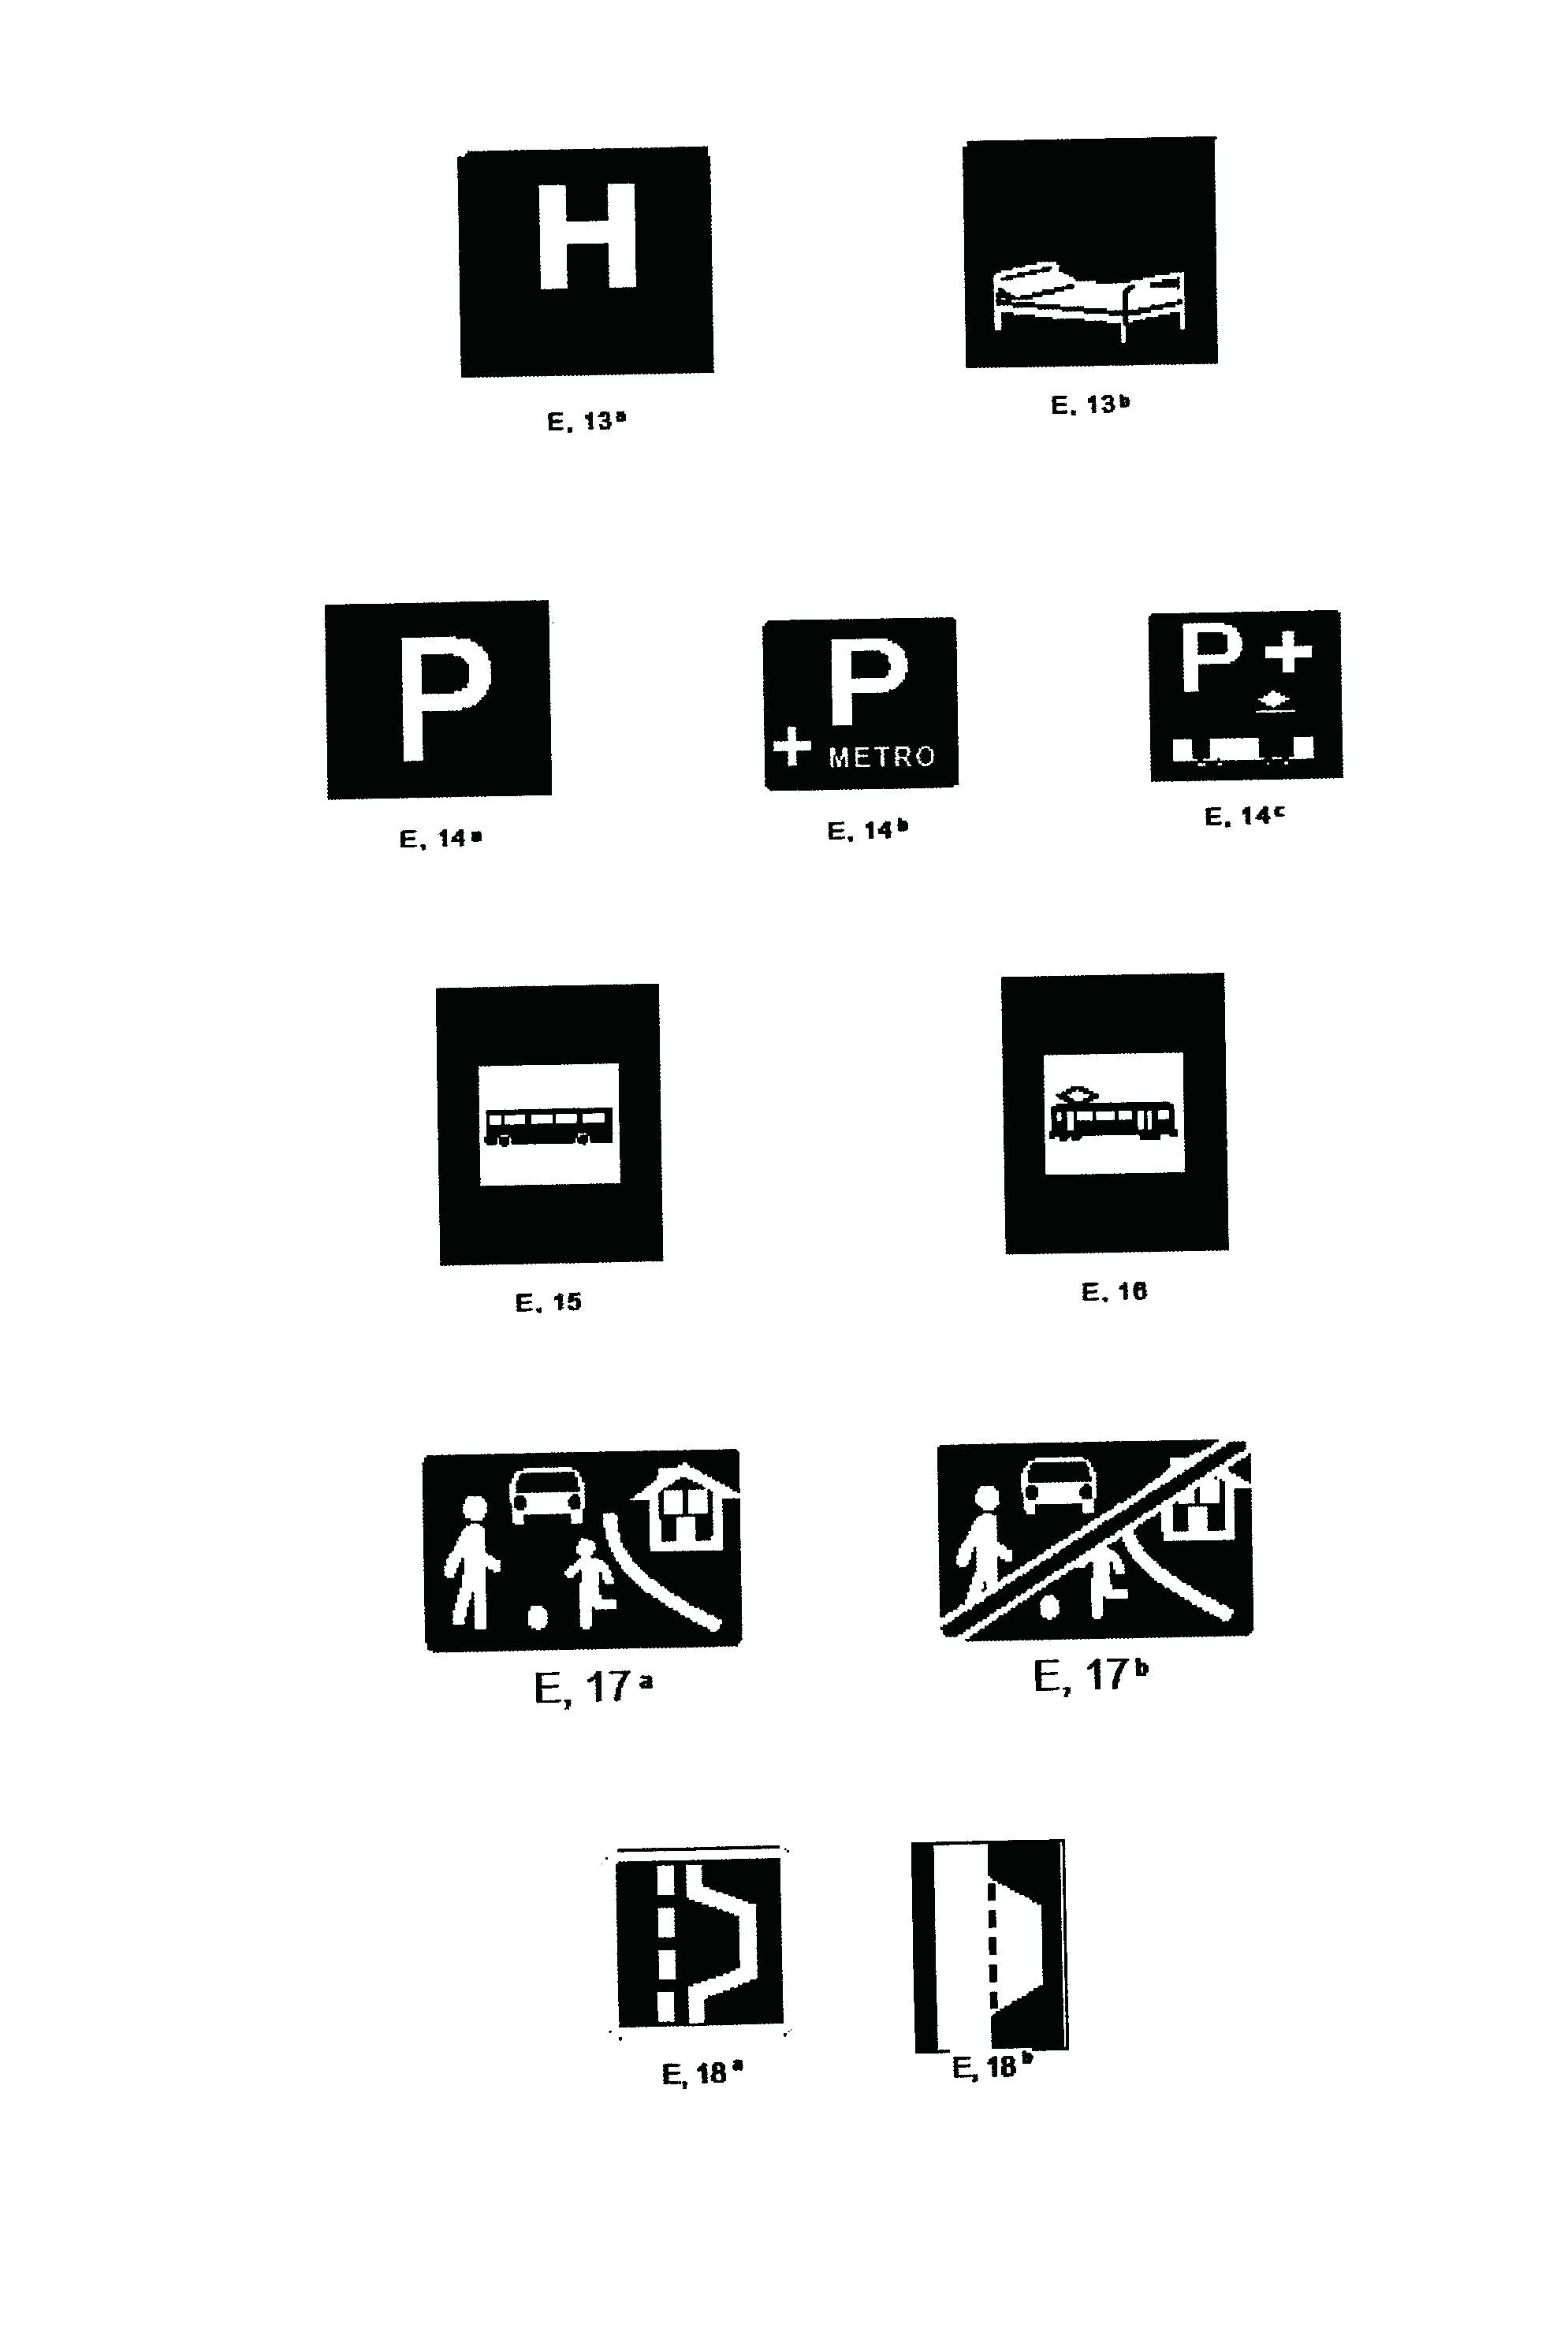 H
E, 13ª E, 13ᵇ
P P P +
+ METRO
E, 14ª E, 14ᵇ E, 14ᶜ
E, 15 E, 16
E, 17ª E, 17ᵇ
E, 18ª E, 18ᵇ